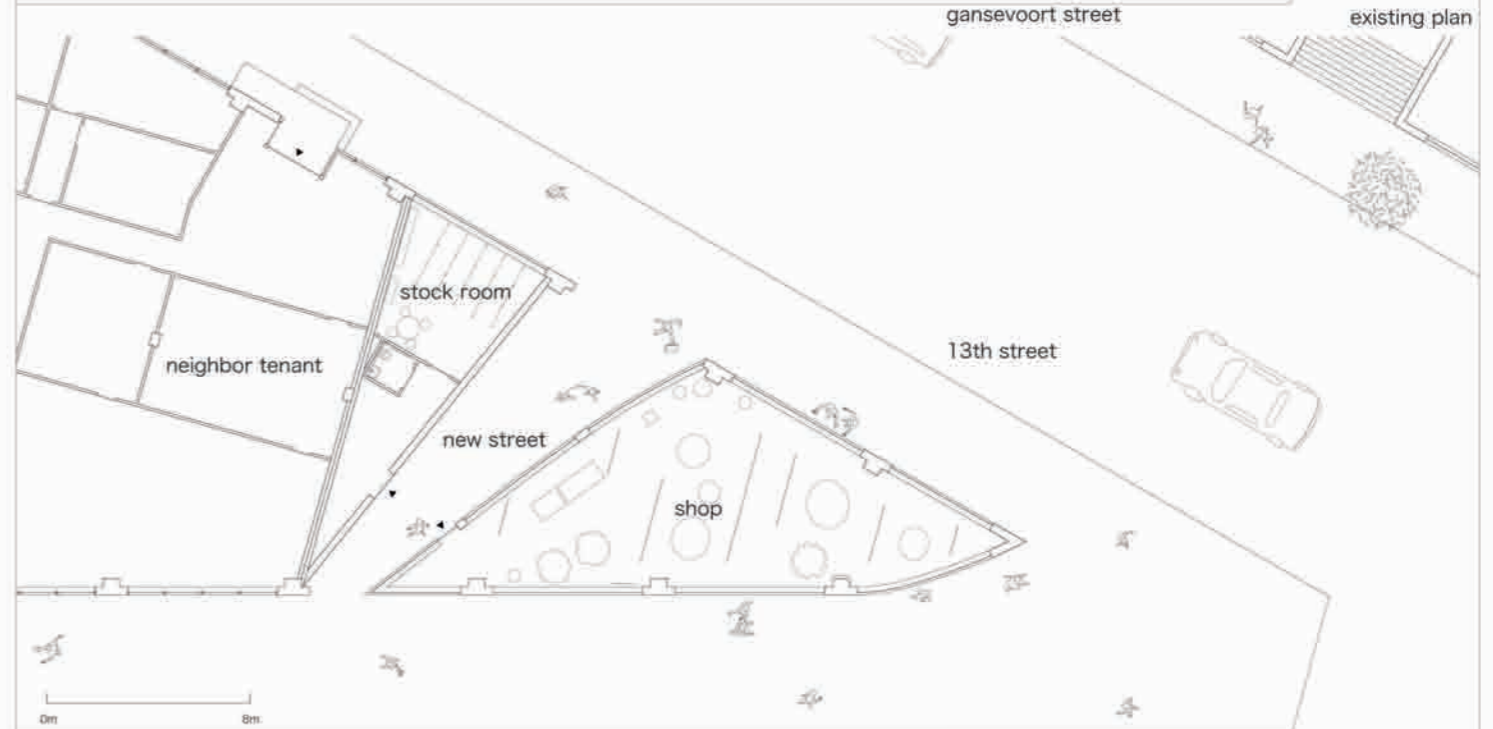 gansevoort street
existing plan
stock room
13th street
neighbor tenant
new street
shop
0m
8m